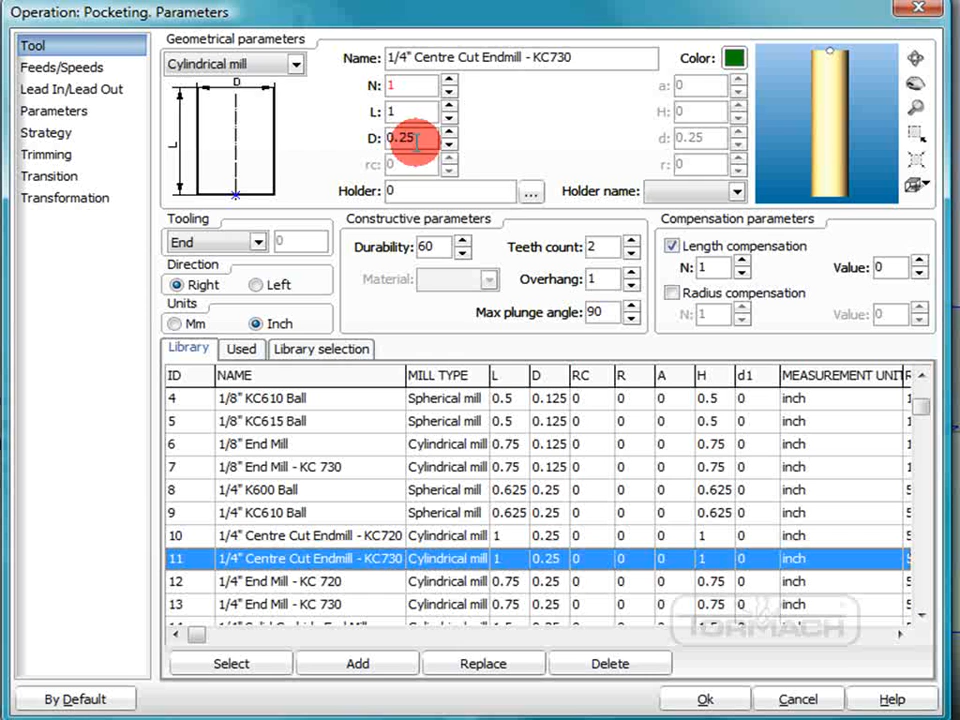 Operation: Pocketing. Parameters
Tool
Feeds/Speeds
Lead In/Lead Out
Parameters
Strategy
Trimming
Transition
Transformation
Geometrical parameters
Cylindrical mill
D
L
Name: 1/4" Centre Cut Endmill - KC730
Color:
N: 1
a: 0
L: 1
H: 0
D: 0.25
d: 0.25
rc: 0
r: 0
Holder: 0 ...
Holder name:
Tooling
End 0
Direction
Right Left
Units
Mm Inch
Constructive parameters
Durability: 60 Teeth count: 2
Material: Overhang: 1
Max plunge angle: 90
Compensation parameters
Length compensation
N: 1 Value: 0
Radius compensation
N: 1 Value: 0
Library Used Library selection
ID NAME MILL TYPE L D RC R A H d1 MEASUREMENT UNIT R
4 1/8" KC610 Ball Spherical mill 0.5 0.125 0 0 0 0.5 0 inch 1
5 1/8" KC615 Ball Spherical mill 0.5 0.125 0 0 0 0.5 0 inch 1
6 1/8" End Mill Cylindrical mill 0.75 0.125 0 0 0 0.75 0 inch 1
7 1/8" End Mill - KC 730 Cylindrical mill 0.75 0.125 0 0 0 0.75 0 inch 1
8 1/4" K600 Ball Spherical mill 0.625 0.25 0 0 0 0.625 0 inch 5
9 1/4" KC610 Ball Spherical mill 0.625 0.25 0 0 0 0.625 0 inch 5
10 1/4" Centre Cut Endmill - KC720 Cylindrical mill 1 0.25 0 0 0 1 0 inch 5
11 1/4" Centre Cut Endmill - KC730 Cylindrical mill 1 0.25 0 0 0 1 0 inch 5
12 1/4" End Mill - KC 720 Cylindrical mill 0.75 0.25 0 0 0 0.75 0 inch 5
13 1/4" End Mill - KC 730 Cylindrical mill 0.75 0.25 0 0 0 0.75 0 inch 5
TORMACH
Select Add Replace Delete
By Default Ok Cancel Help